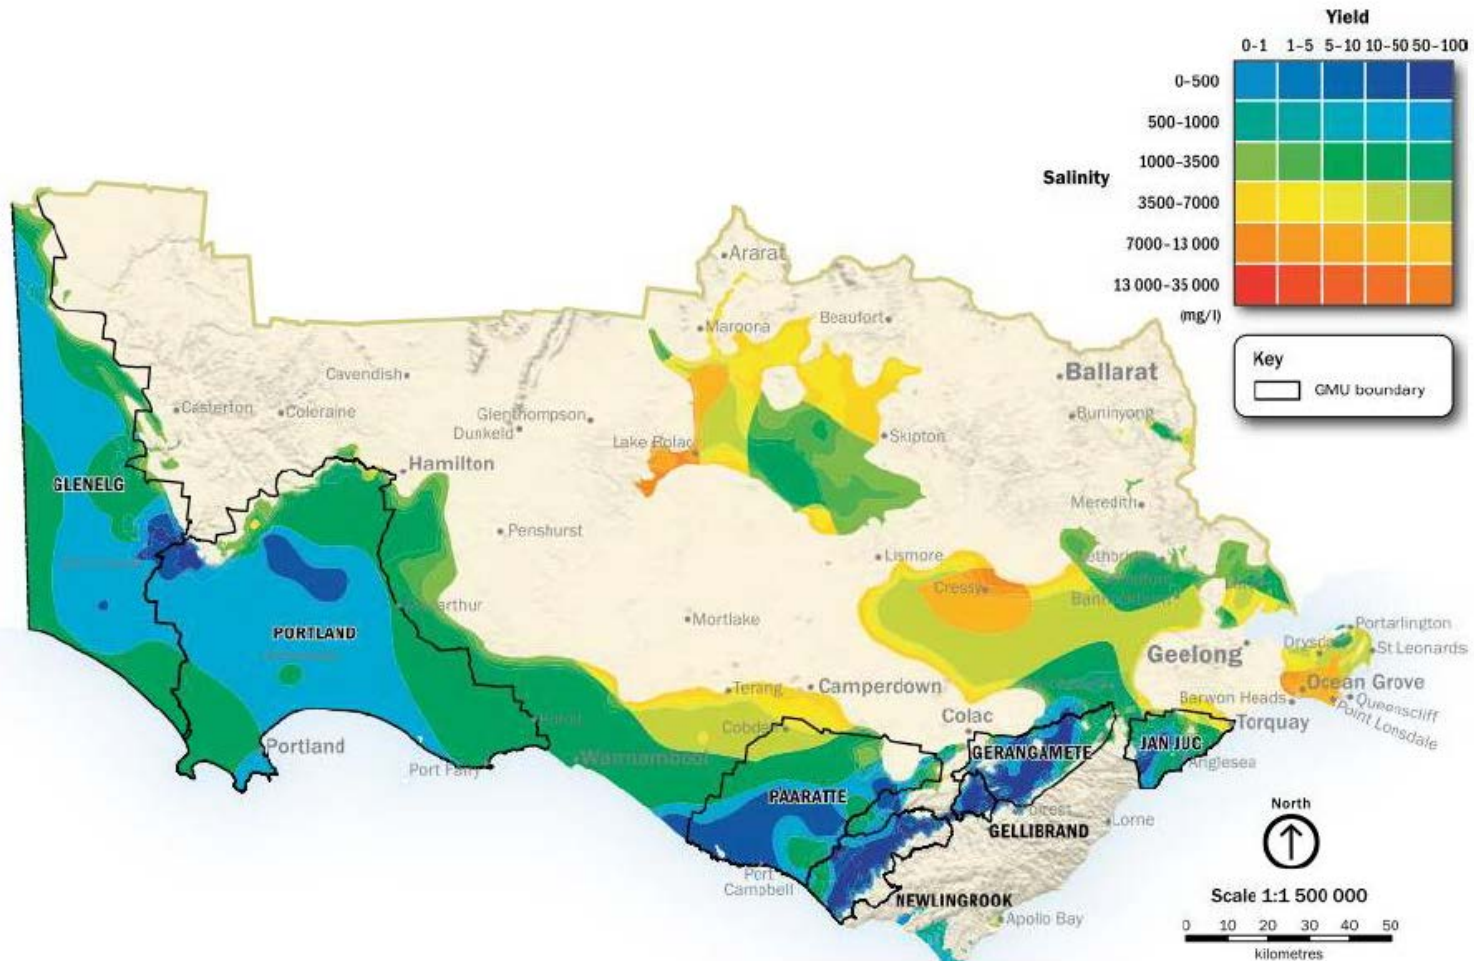 Yield
0-1 1-5 5-10 10-50 50-100
0-500
500-1000
1000-3500
Salinity
3500-7000
7000-13 000
13 000-35 000
(mg/l)
Key
GMU boundary
Ararat
Maroona
Beaufort
Ballarat
Cavendish
Casterton
Coleraine
Glenthompson
Dunkeld
Buninyong
Skipton
Lake Bolac
Hamilton
GLENELG
Meredith
Penshurst
Lismore
Cressy
Mortlake
PORTLAND
Portarlington
Geelong
St Leonards
Terang
Camperdown
Ocean Grove
Barwon Heads
Queenscliff
Point Lonsdale
Colac
Torquay
Cobden
Portland
JAN JUC
GERANGAMETE
Warrnambool
Anglesea
Port Fairy
PAARATTE
North
Lorne
GELLIBRAND
Port
Campbell
Scale 1:1 500 000
NEWLINGROOK
Apollo Bay
0 10 20 30 40 50
kilometres